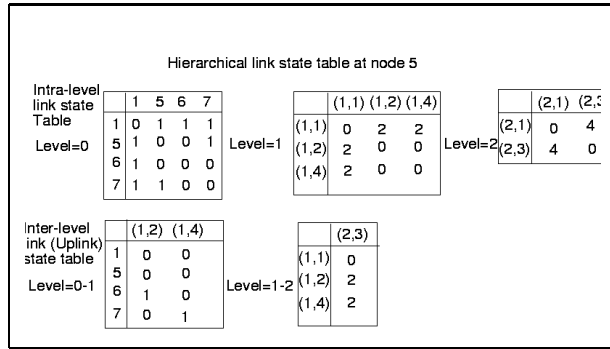 Hierarchical link state table at node 5
Intra-level
link state
Table
Level=0
1 5 6 7
1 0 1 1 1
5 1 0 0 1
6 1 0 0 0
7 1 1 0 0
Level=1
(1,1) (1,2) (1,4)
(1,1) 0 2 2
(1,2) 2 0 0
(1,4) 2 0 0
Level=2
(2,1) (2,3
(2,1) 0 4
(2,3) 4 0
Inter-level
ink (Uplink)
state table
Level=0-1
(1,2) (1,4)
1 0 0
5 0 0
6 1 0
7 0 1
Level=1-2
(2,3)
(1,1) 0
(1,2) 2
(1,4) 2